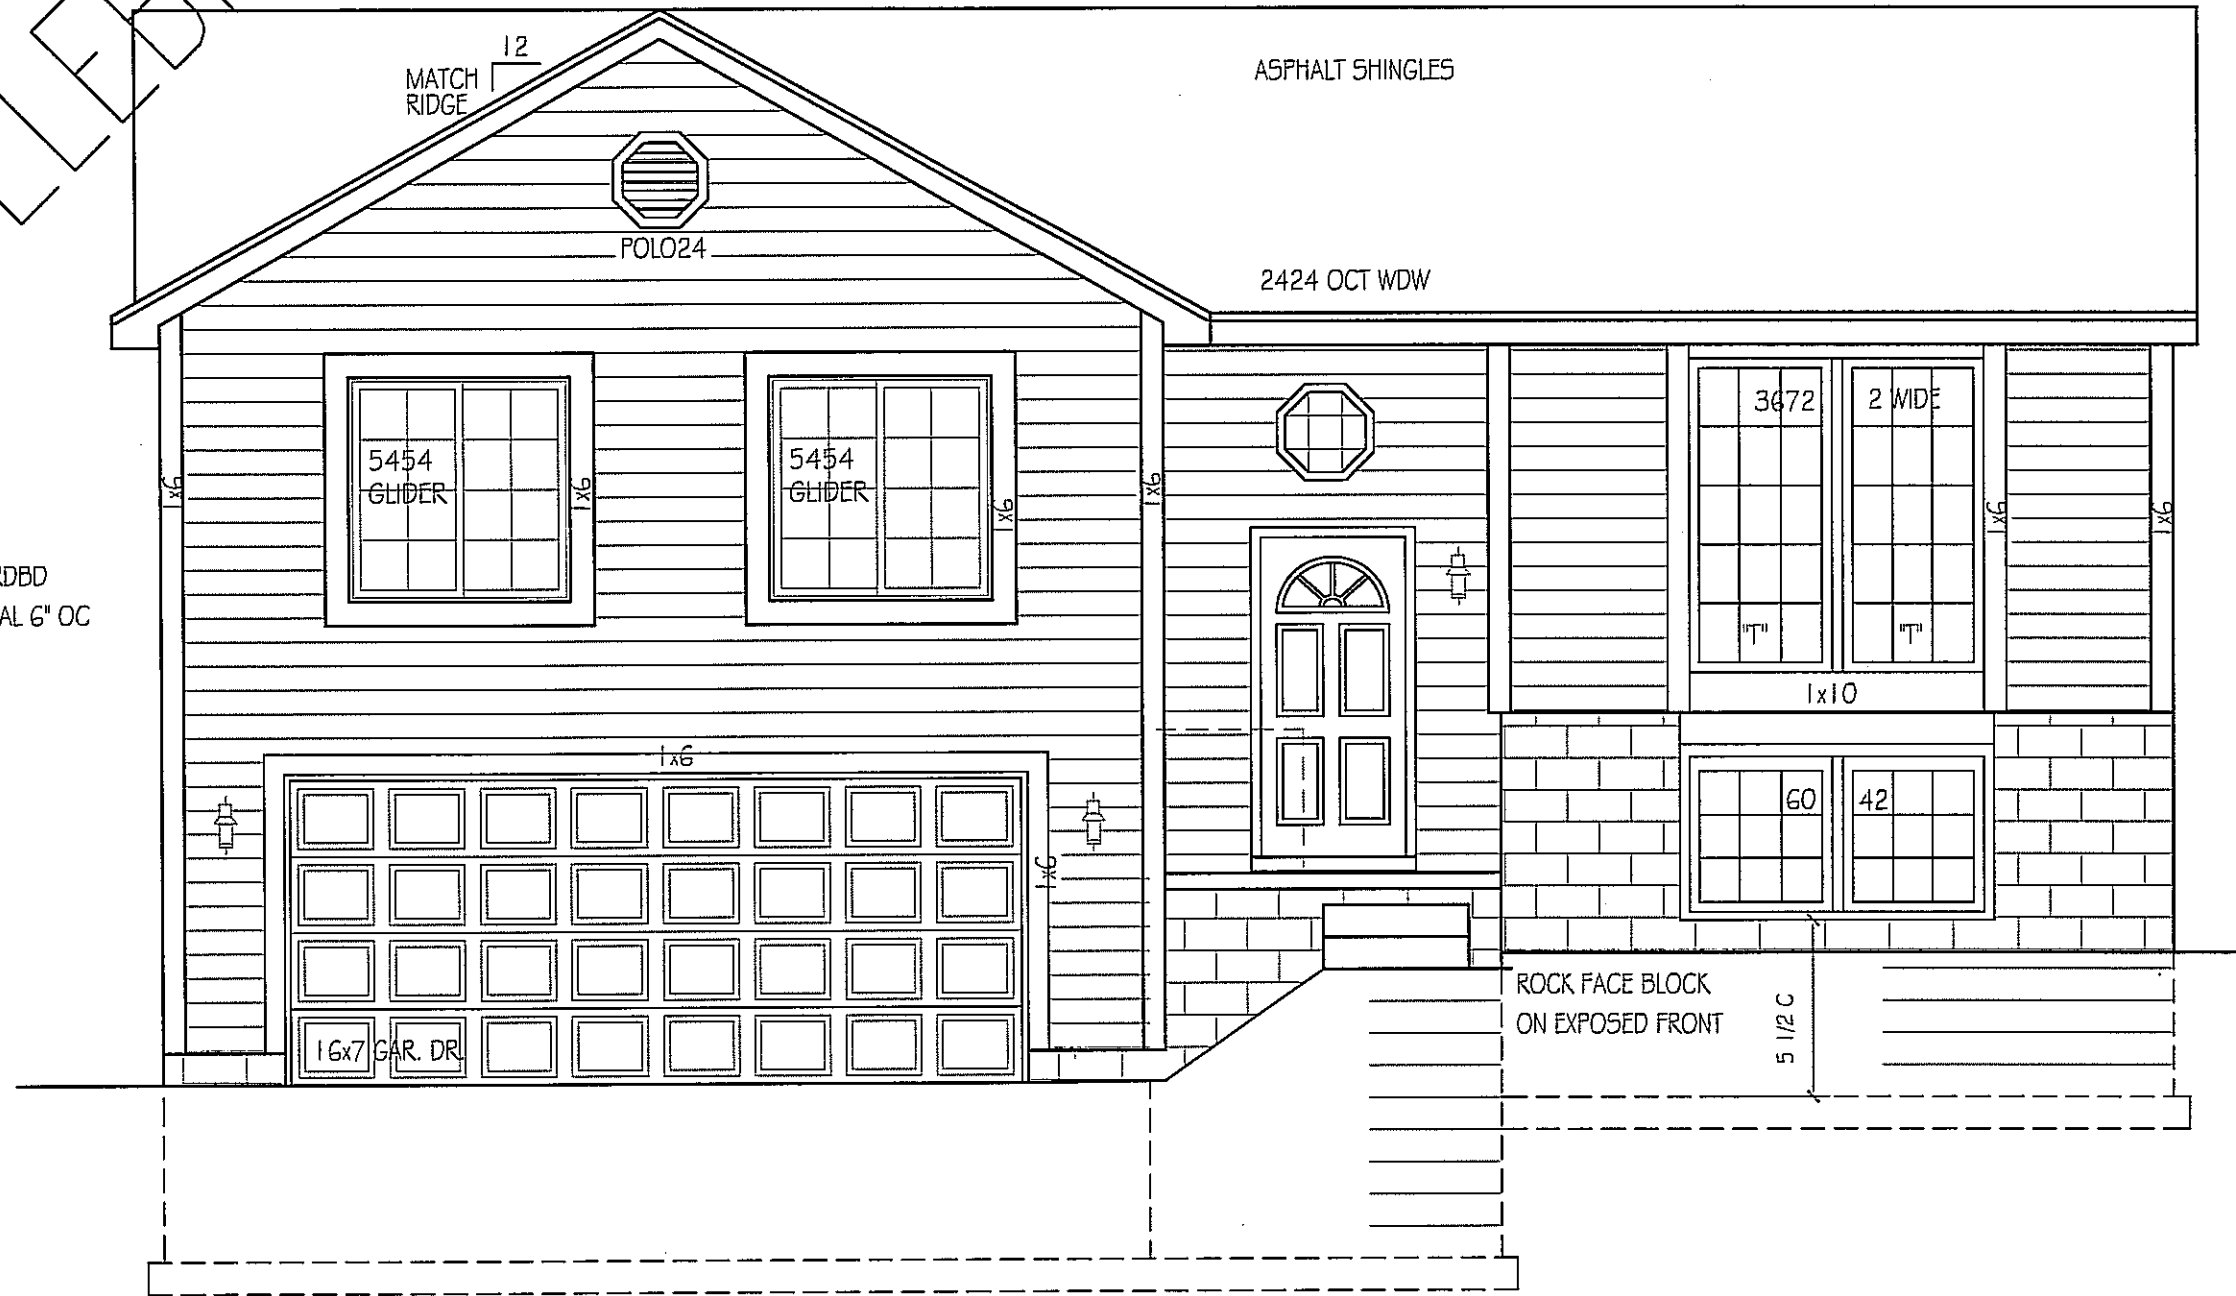 12
MATCH
RIDGE
ASPHALT SHINGLES
POLO24
2424 OCT WDW
3672
2 WIDE
5454
GLIDER
5454
GLIDER
1x6
1x6
1x6
1x6
1x6
1x6
RDBD
AL 6" OC
"T"
"T"
1x10
1x6
60
42
1x6
16x7 GAR. DR.
ROCK FACE BLOCK
ON EXPOSED FRONT
5 1/2 C